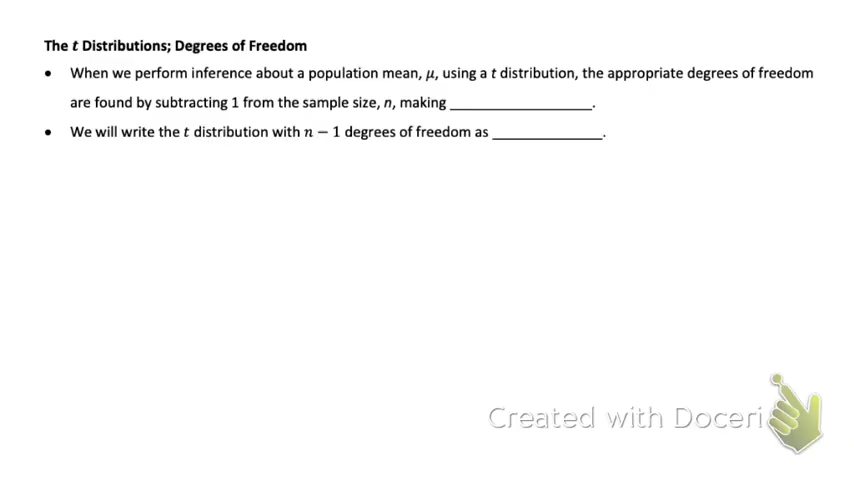 The t Distributions; Degrees of Freedom
• When we perform inference about a population mean, μ, using a t distribution, the appropriate degrees of freedom
are found by subtracting 1 from the sample size, n, making __________________.
• We will write the t distribution with n − 1 degrees of freedom as ______________.
Created with Doceri